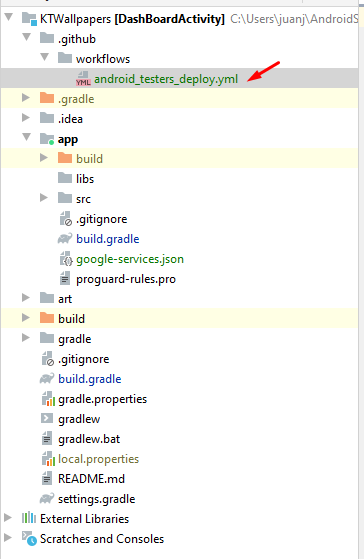 KTWallpapers [DashBoardActivity] C:\Users\juanj\AndroidS
.github
workflows
YML android_testers_deploy.yml
.gradle
.idea
app
build
libs
src
.gitignore
build.gradle
google-services.json
proguard-rules.pro
art
build
gradle
.gitignore
build.gradle
gradle.properties
gradlew
gradlew.bat
local.properties
README.md
settings.gradle
External Libraries
Scratches and Consoles